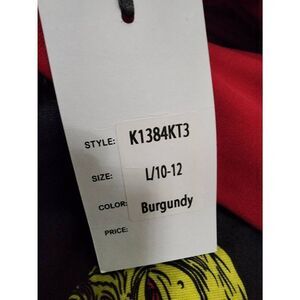 STYLE: K1384KT3
SIZE: L/10-12
COLOR: Burgundy
PRICE: